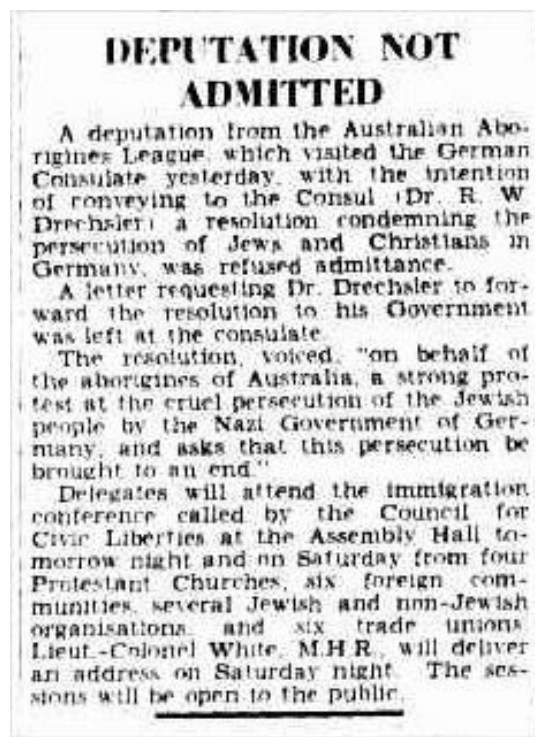 DEPUTATION NOT
ADMITTED
A deputation from the Australian Abo-
rigines League, which visited the German
Consulate yesterday, with the intention
of conveying to the Consul (Dr. R. W.
Drechsler) a resolution condemning the
persecution of Jews and Christians in
Germany, was refused admittance.
A letter requesting Dr. Drechsler to for-
ward the resolution to his Government
was left at the consulate.
The resolution, voiced, "on behalf of
the aborigines of Australia, a strong pro-
test at the cruel persecution of the Jewish
people by the Nazi Government of Ger-
many, and asks that this persecution be
brought to an end."
Delegates will attend the immigration
conference called by the Council for
Civic Liberties at the Assembly Hall to-
morrow night and on Saturday from four
Protestant Churches, six foreign com-
munities, several Jewish and non-Jewish
organisations, and six trade unions.
Lieut.-Colonel White, M.H.R., will deliver
an address on Saturday night. The ses-
sions will be open to the public.